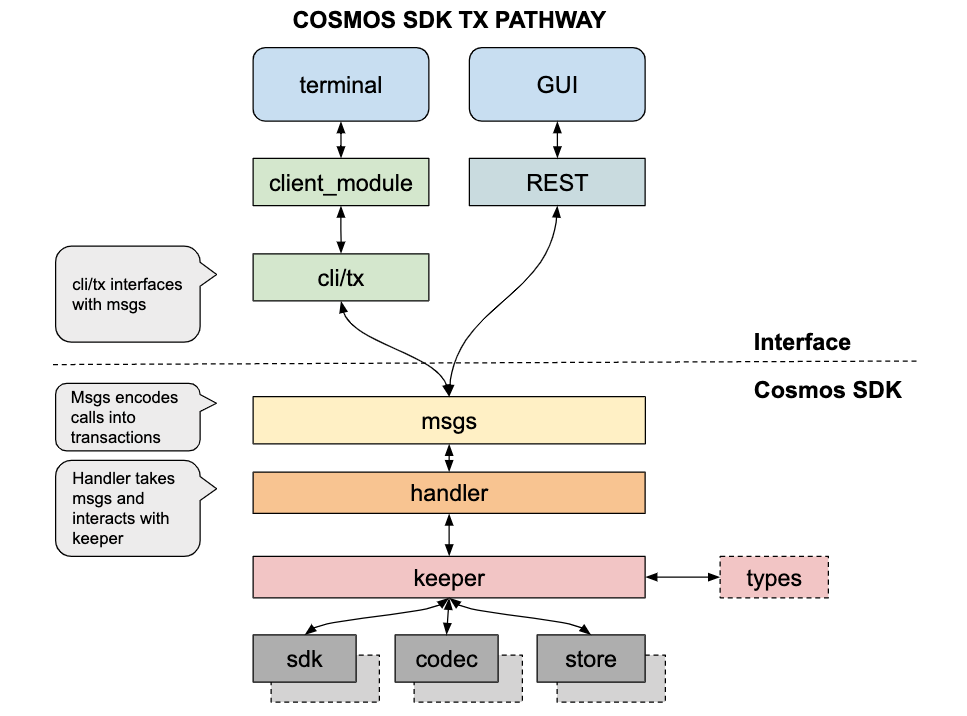 COSMOS SDK TX PATHWAY
terminal
GUI
client_module
REST
cli/tx interfaces
with msgs
cli/tx
Interface
Cosmos SDK
Msgs encodes
calls into
transactions
msgs
Handler takes
msgs and
interacts with
keeper
handler
keeper
types
sdk
codec
store